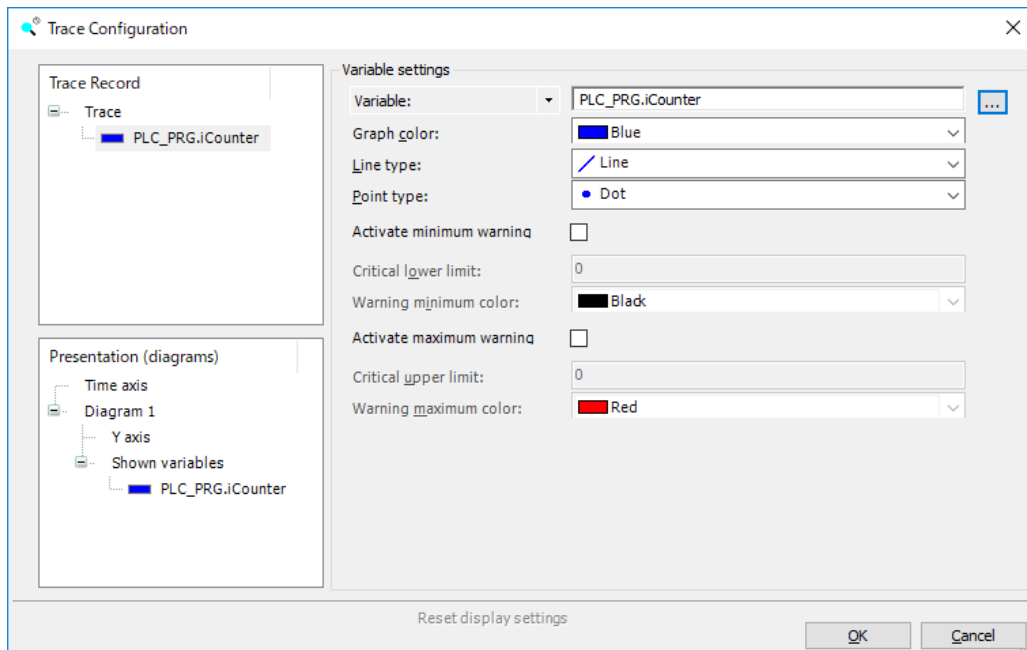 Trace Configuration
Trace Record
Trace
PLC_PRG.iCounter
Presentation (diagrams)
Time axis
Diagram 1
Y axis
Shown variables
PLC_PRG.iCounter
Variable settings
Variable: PLC_PRG.iCounter ...
Graph color: Blue
Line type: Line
Point type: Dot
Activate minimum warning
Critical lower limit: 0
Warning minimum color: Black
Activate maximum warning
Critical upper limit: 0
Warning maximum color: Red
Reset display settings
OK Cancel